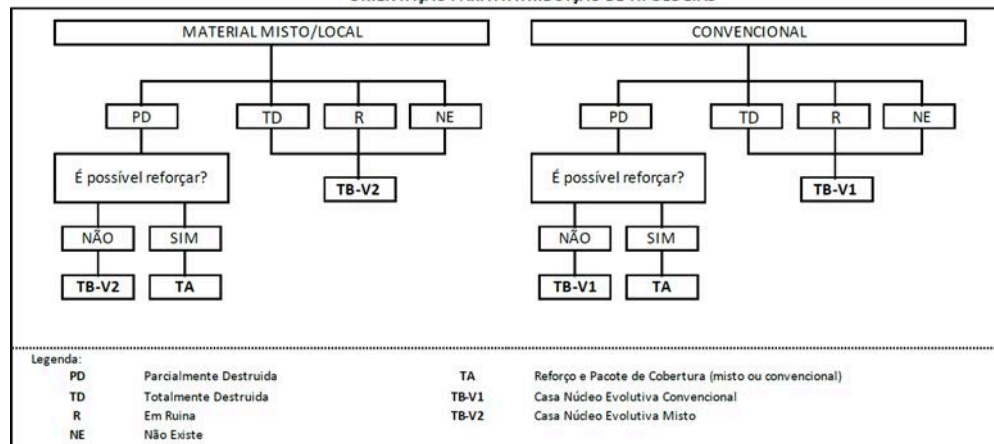 MATERIAL MISTO/LOCAL
PD
TD
R
NE
É possível reforçar?
TB-V2
NÃO
SIM
TB-V2
TA
CONVENCIONAL
PD
TD
R
NE
É possível reforçar?
TB-V1
NÃO
SIM
TB-V1
TA
Legenda:
PD Parcialmente Destruida
TD Totalmente Destruida
R Em Ruina
NE Não Existe
TA Reforço e Pacote de Cobertura (misto ou convencional)
TB-V1 Casa Núcleo Evolutiva Convencional
TB-V2 Casa Núcleo Evolutiva Misto